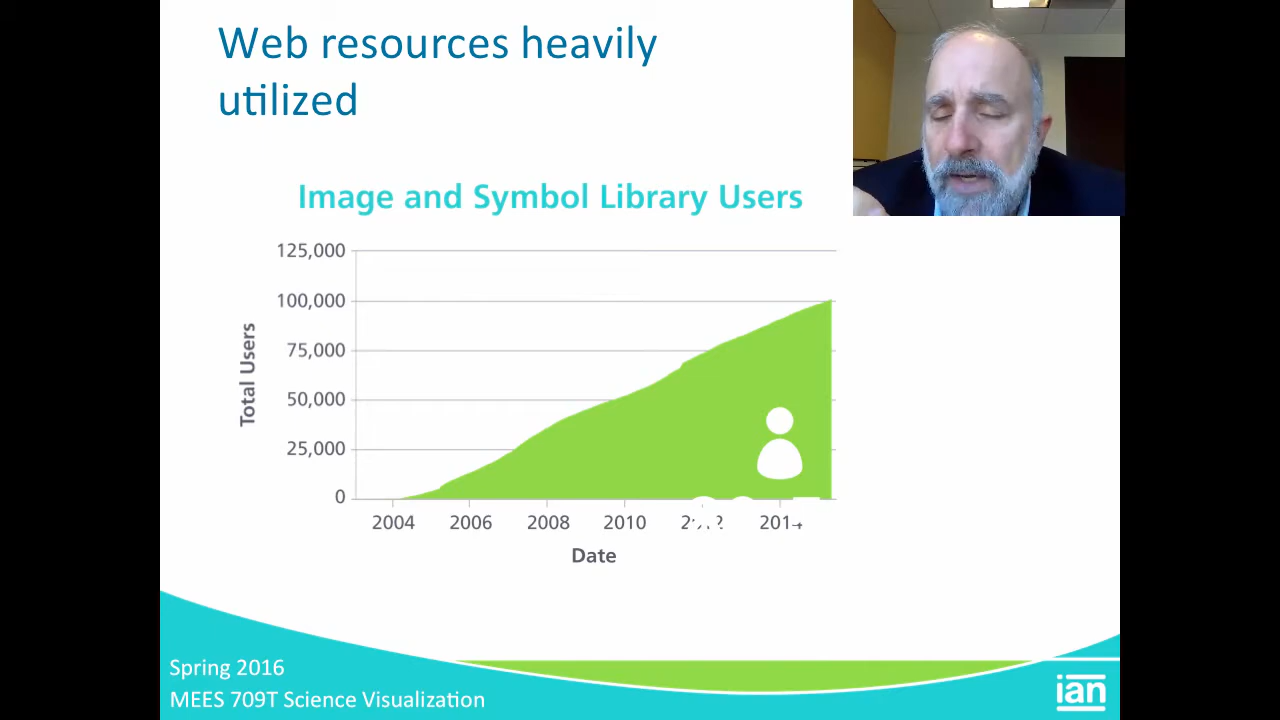 Web resources heavily
utilized
Image and Symbol Library Users
125,000
100,000
75,000
50,000
25,000
0
Total Users
2004 2006 2008 2010 2014
Date
Spring 2016
MEES 709T Science Visualization
ian